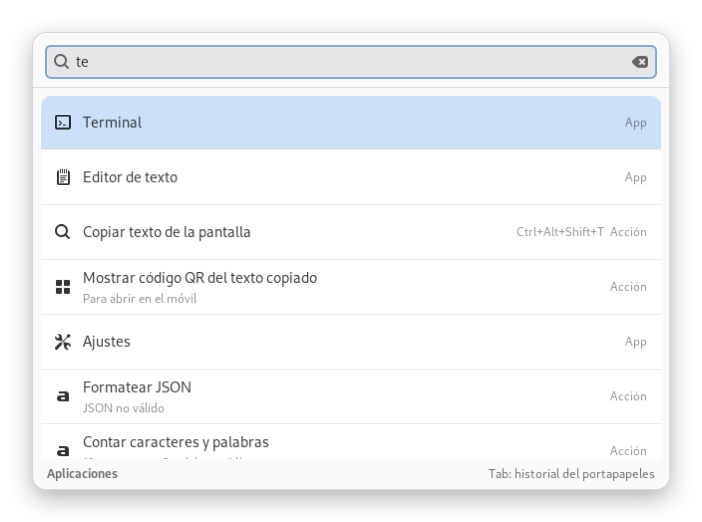 te
Terminal App
Editor de texto App
Copiar texto de la pantalla Ctrl+Alt+Shift+T Acción
Mostrar código QR del texto copiado Acción
Para abrir en el móvil
Ajustes App
Formatear JSON Acción
JSON no válido
Contar caracteres y palabras Acción
Aplicaciones Tab: historial del portapapeles